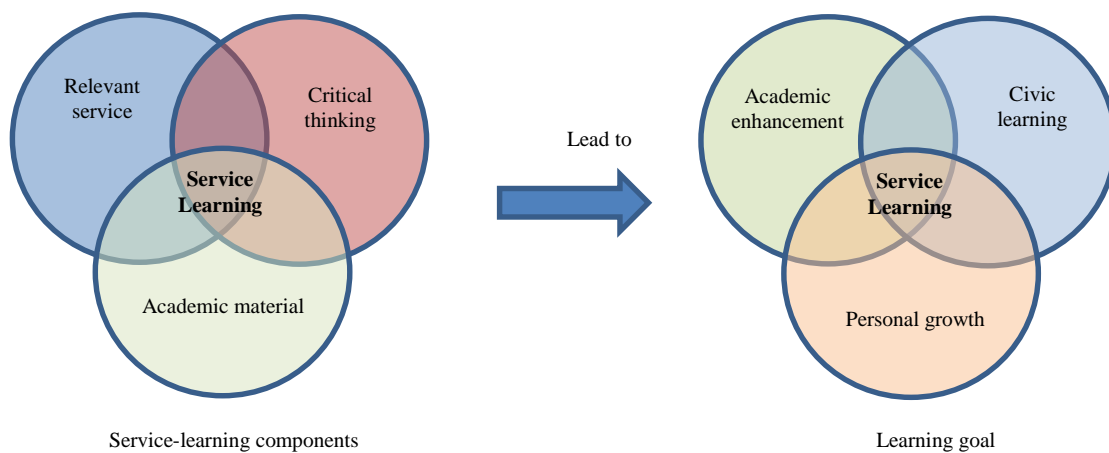 Relevant
service
Critical
thinking
Service
Learning
Academic material
Service-learning components
Lead to
Academic
enhancement
Civic
learning
Service
Learning
Personal growth
Learning goal